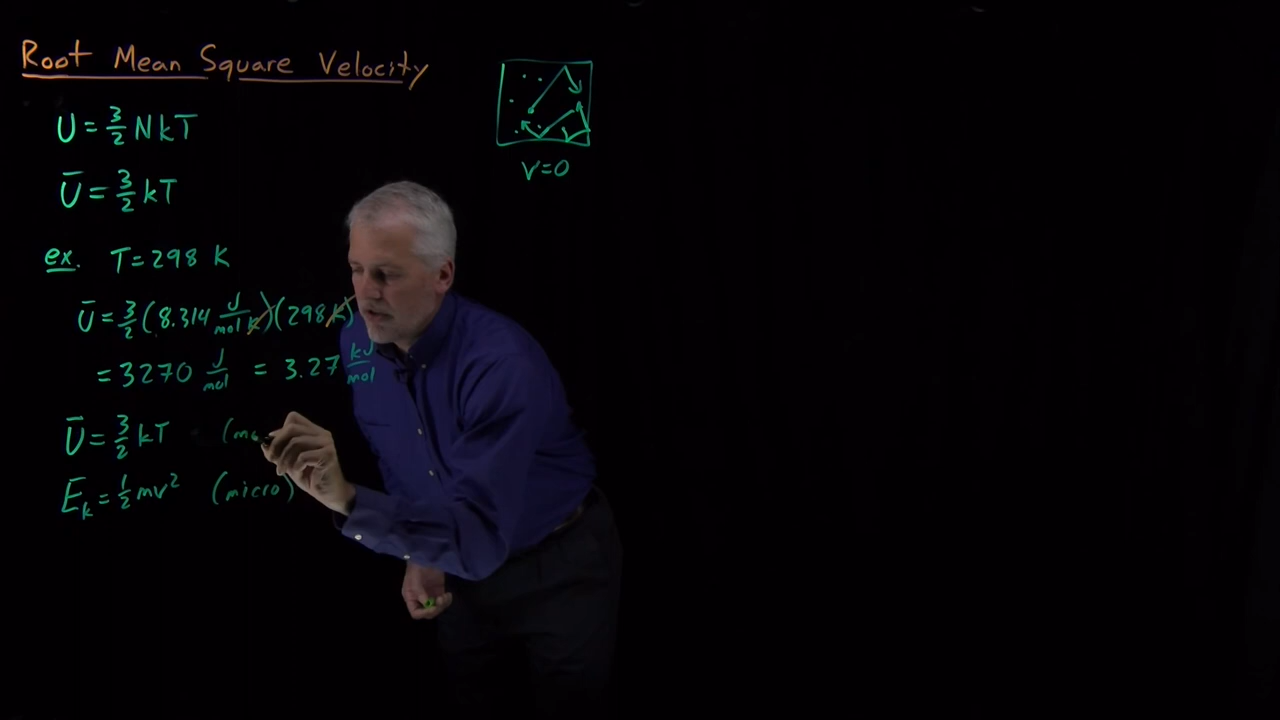 Root Mean Square Velocity
U = 3/2 NkT
Ū = 3/2 kT
ex. T = 298 K
Ū = 3/2 (8.314 J/mol K)(298 K)
= 3270 J/mol = 3.27 kJ/mol
Ū = 3/2 kT
E_k = 1/2 mv² (micro)
v = 0